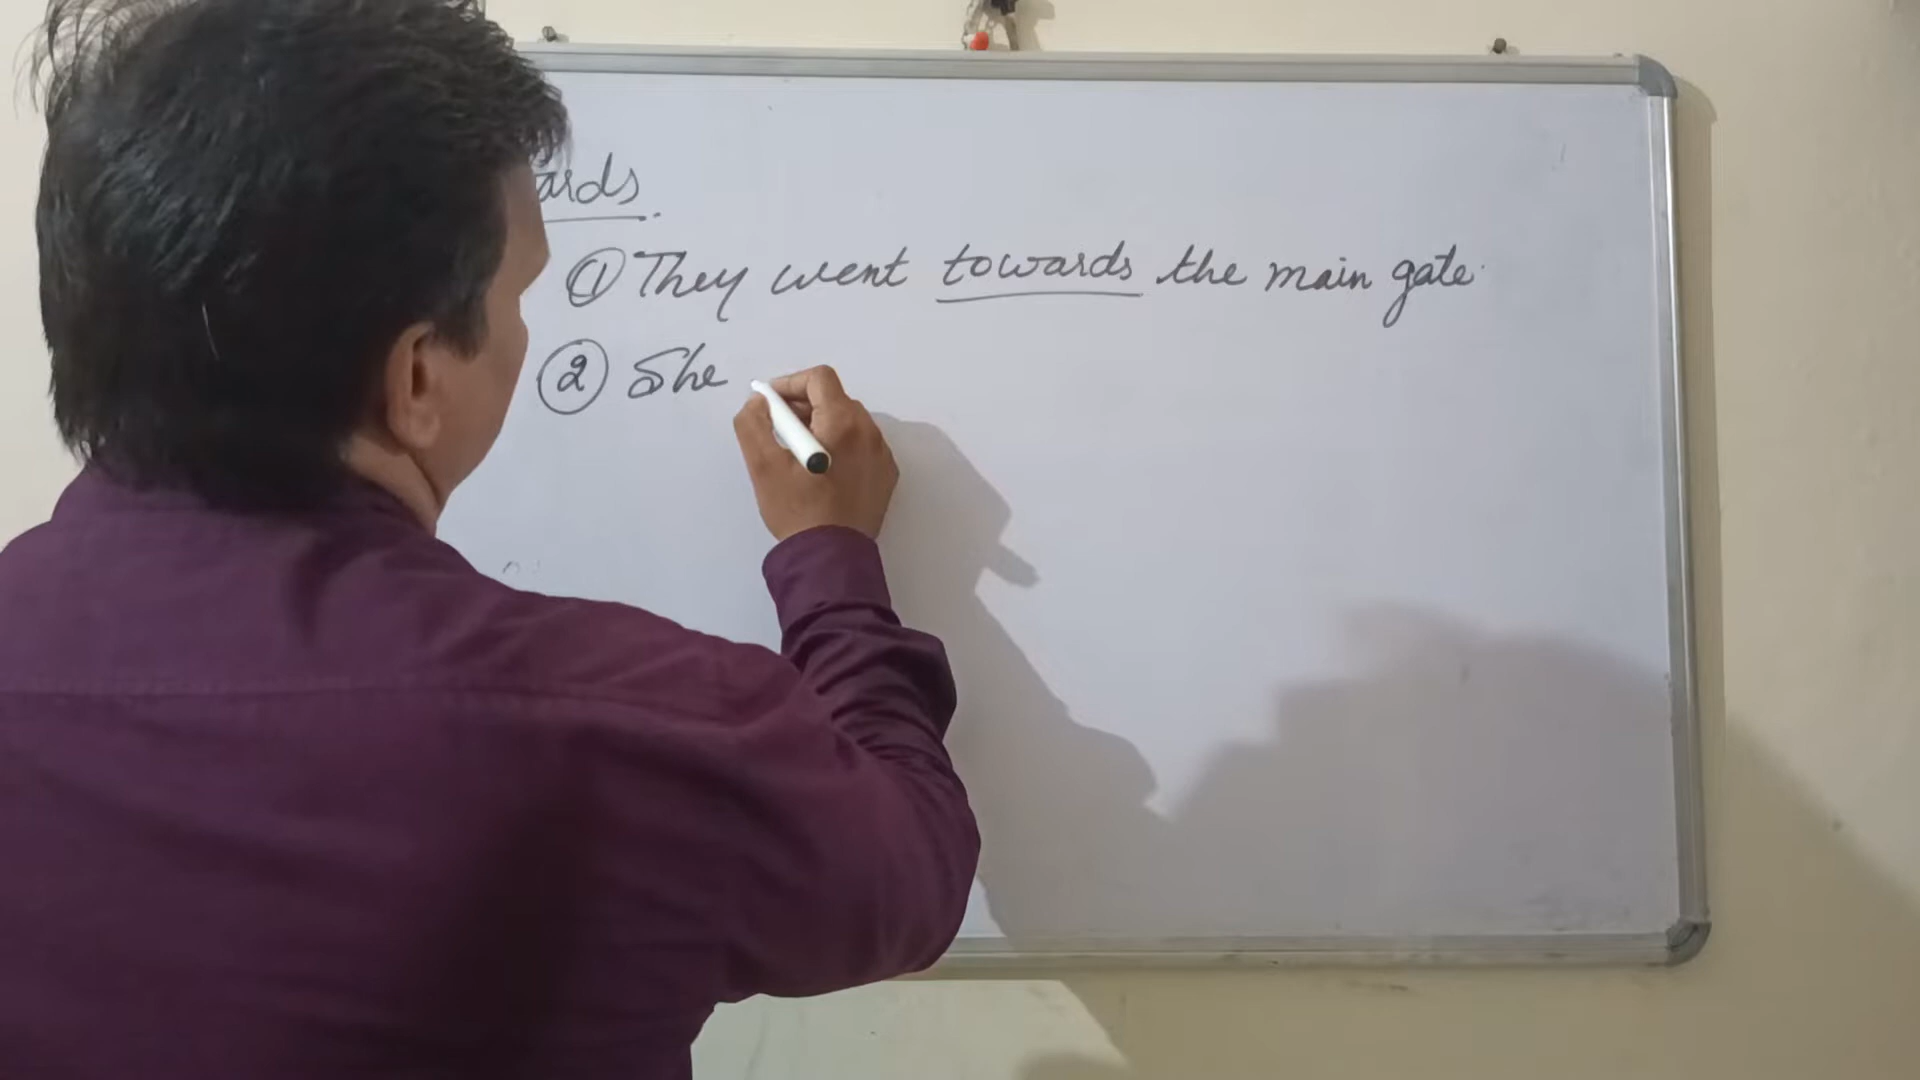 ards.
① They went towards the main gate.
② She